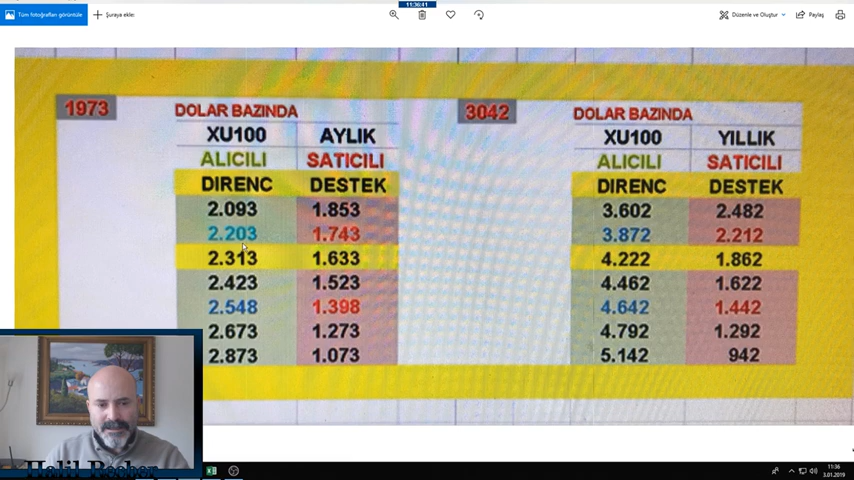 11:36:41
Tüm fotoğrafları görüntüle
Şuraya ekle:
Düzenle ve Oluştur
Paylaş
1973
DOLAR BAZINDA
XU100 AYLIK
ALICILI SATICILI
DIRENC DESTEK
2.093 1.853
2.203 1.743
2.313 1.633
2.423 1.523
2.548 1.398
2.673 1.273
2.873 1.073
3042
DOLAR BAZINDA
XU100 YILLIK
ALICILI SATICILI
DIRENC DESTEK
3.602 2.482
3.872 2.212
4.222 1.862
4.462 1.622
4.642 1.442
4.792 1.292
5.142 942
Halil Recber
11:36
3.01.2019